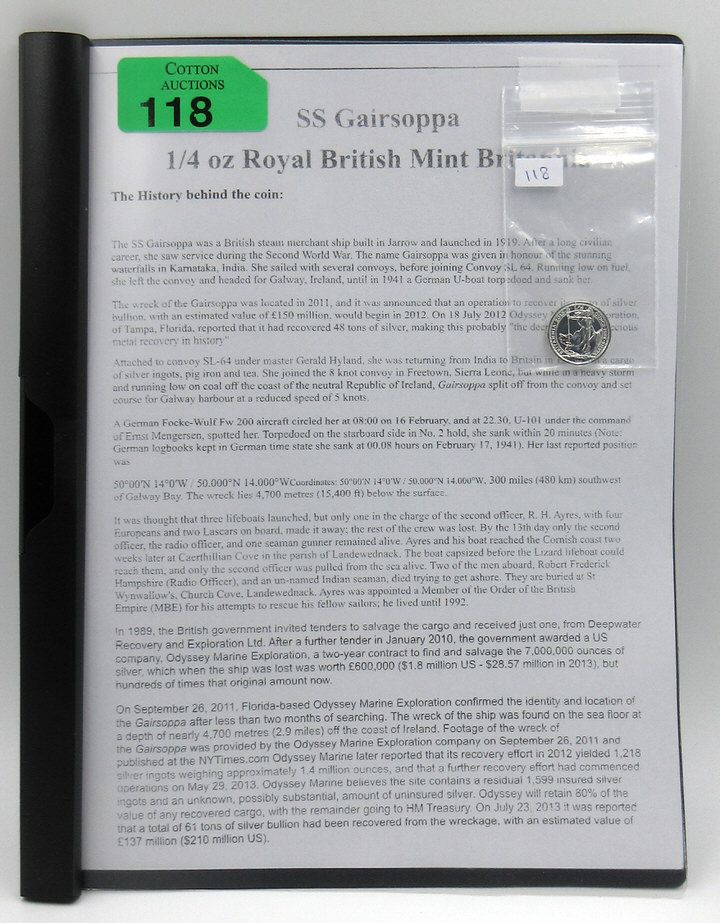 COTTON
AUCTIONS
118
SS Gairsoppa
1/4 oz Royal British Mint
118
The History behind the coin:
The SS Gairsoppa was a British steam merchant ship built in Jarrow and launched in 1919. After a long civilian
career, she saw service during the Second World War. The name Gairsoppa was given in honour of the stunning
waterfalls in Karnataka, India. She sailed with several convoys, before joining Convoy SL 64. Running low on fuel,
she left the convoy and headed for Galway, Ireland, until in 1941 a German U-boat torpedoed and sank her.
The wreck of the Gairsoppa was located in 2011, and it was announced that an operation to recover of silver
bullion, with an estimated value of £150 million, would begin in 2012. On 18 July 2012 Odyssey
of Tampa, Florida, reported that it had recovered 48 tons of silver, making this probably "the
metal recovery in history"
Attached to convoy SL-64 under master Gerald Hyland, she was returning from India to Britain in a cargo
of silver ingots, pig iron and tea. She joined the 8 knot convoy in Freetown, Sierra Leone, but while in a heavy storm
and running low on coal off the coast of the neutral Republic of Ireland, Gairsoppa split off from the convoy and set
course for Galway harbour at a reduced speed of 5 knots.
A German Focke-Wulf Fw 200 aircraft circled her at 08:00 on 16 February, and at 22.30, U-101 under the command
of Ernst Mengersen, spotted her. Torpedoed on the starboard side in No. 2 hold, she sank within 20 minutes (Note:
German logbooks kept in German time state she sank at 00.08 hours on February 17, 1941). Her last reported position
was
50°00′N 14°0′W / 50.000°N 14.000°WCoordinates: 50°00′N 14°0′W / 50.000°N 14.000°W, 300 miles (480 km) southwest
of Galway Bay. The wreck lies 4,700 metres (15,400 ft) below the surface.
It was thought that three lifeboats launched, but only one in the charge of the second officer, R. H. Ayres, with four
Europeans and two Lascars on board, made it away; the rest of the crew was lost. By the 13th day only the second
officer, the radio officer, and one seaman gunner remained alive. Ayres and his boat reached the Cornish coast two
weeks later at Caerthillian Cove in the parish of Landewednack. The boat capsized before the Lizard lifeboat could
reach them, and only the second officer was pulled from the sea alive. Two of the men aboard, Robert Frederick
Hampshire (Radio Officer), and an un-named Indian seaman, died trying to get ashore. They are buried at St
Wynwallow's, Church Cove, Landewednack. Ayres was appointed a Member of the Order of the British
Empire (MBE) for his attempts to rescue his fellow sailors; he lived until 1992.
In 1989, the British government invited tenders to salvage the cargo and received just one, from Deepwater
Recovery and Exploration Ltd. After a further tender in January 2010, the government awarded a US
company, Odyssey Marine Exploration, a two-year contract to find and salvage the 7,000,000 ounces of
silver, which when the ship was lost was worth £600,000 ($1.8 million US - $28.57 million in 2013), but
hundreds of times that original amount now.
On September 26, 2011, Florida-based Odyssey Marine Exploration confirmed the identity and location of
the Gairsoppa after less than two months of searching. The wreck of the ship was found on the sea floor at
a depth of nearly 4,700 metres (2.9 miles) off the coast of Ireland. Footage of the wreck of
the Gairsoppa was provided by the Odyssey Marine Exploration company on September 26, 2011 and
published at the NYTimes.com Odyssey Marine later reported that its recovery effort in 2012 yielded 1,218
silver ingots weighing approximately 1.4 million ounces, and that a further recovery effort had commenced
operations on May 29, 2013. Odyssey Marine believes the site contains a residual 1,599 insured silver
ingots and an unknown, possibly substantial, amount of uninsured silver. Odyssey will retain 80% of the
value of any recovered cargo, with the remainder going to HM Treasury. On July 23, 2013 it was reported
that a total of 61 tons of silver bullion had been recovered from the wreckage, with an estimated value of
£137 million ($210 million US).